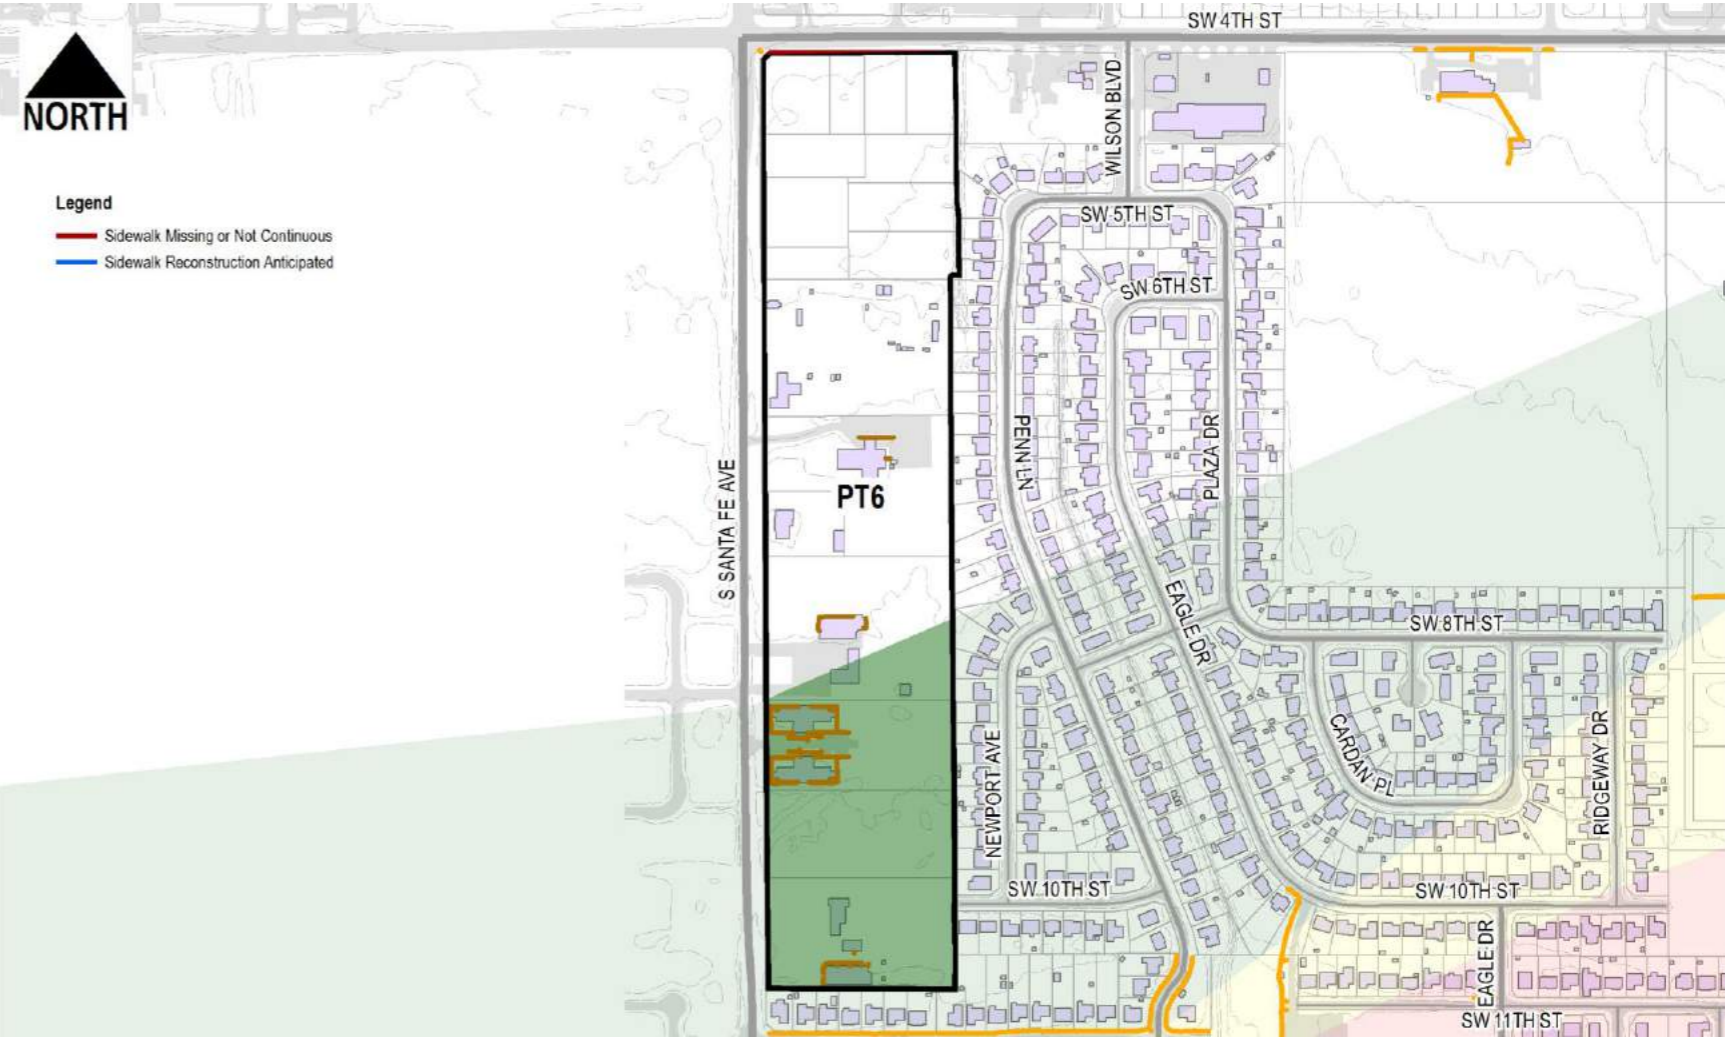 SW 4TH ST
NORTH
WILSON BLVD
Legend
Sidewalk Missing or Not Continuous
Sidewalk Reconstruction Anticipated
SW 5TH ST
SW 6TH ST
PENN LN
PLAZA DR
PT6
S SANTA FE AVE
EAGLE DR
SW 8TH ST
NEWPORT AVE
CARDAN PL
RIDGEWAY DR
SW 10TH ST
SW 10TH ST
EAGLE DR
SW 11TH ST